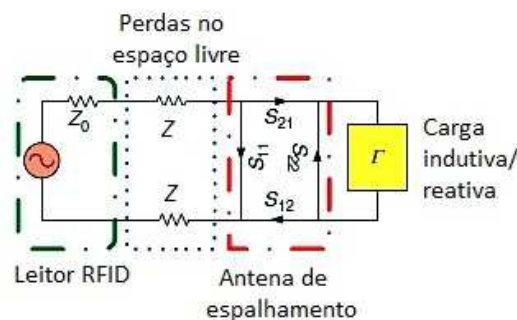 Perdas no
espaço livre
Z₀
Z
S₂₁
S₁₁
S₂₂
Γ
Carga
indutiva/
reativa
Z
S₁₂
Leitor RFID
Antena de
espalhamento